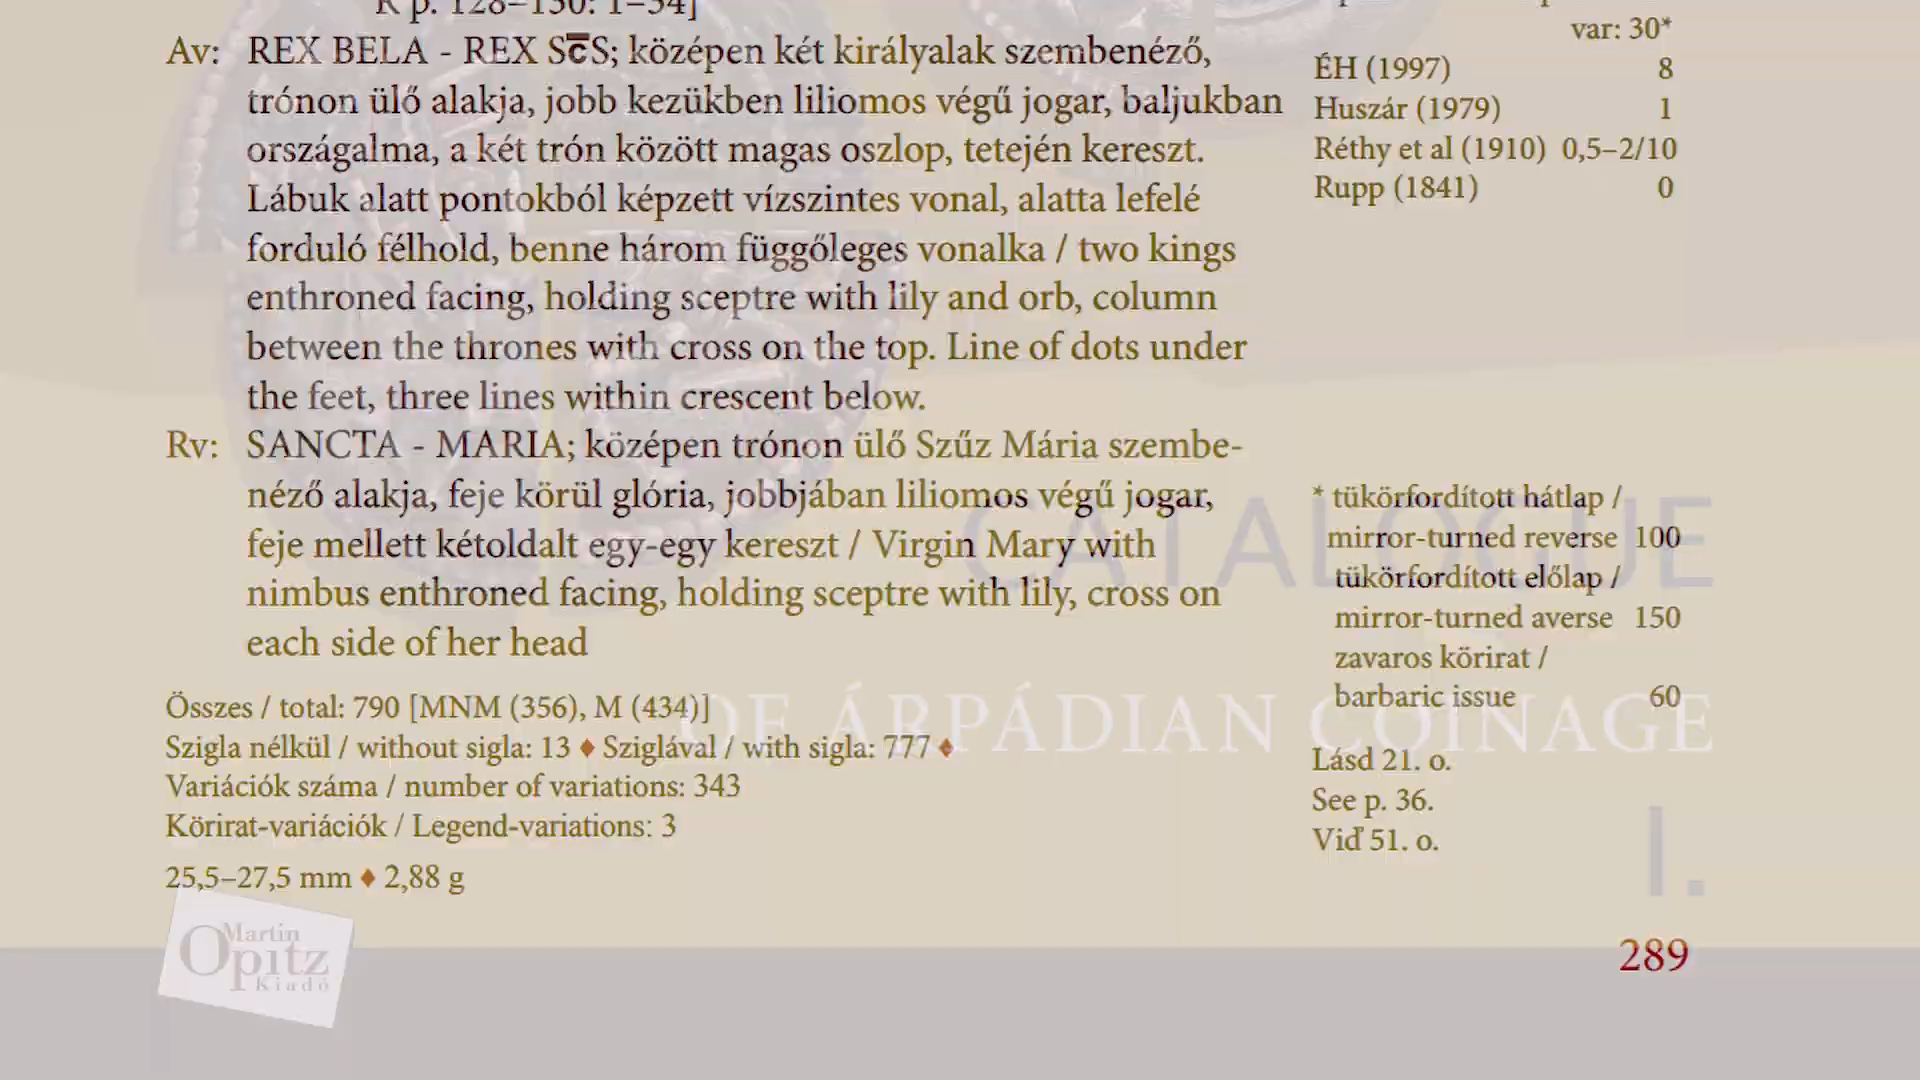 R p. 128–130: 1–34]
Av: REX BELA - REX Sc̅S; középen két királyalak szembenéző,
trónon ülő alakja, jobb kezükben liliomos végű jogar, baljukban
országalma, a két trón között magas oszlop, tetején kereszt.
Lábuk alatt pontokból képzett vízszintes vonal, alatta lefelé
forduló félhold, benne három függőleges vonalka / two kings
enthroned facing, holding sceptre with lily and orb, column
between the thrones with cross on the top. Line of dots under
the feet, three lines within crescent below.
Rv: SANCTA - MARIA; középen trónon ülő Szűz Mária szembe-
néző alakja, feje körül glória, jobbjában liliomos végű jogar,
feje mellett kétoldalt egy-egy kereszt / Virgin Mary with
nimbus enthroned facing, holding sceptre with lily, cross on
each side of her head
Összes / total: 790 [MNM (356), M (434)]
Szigla nélkül / without sigla: 13 ♦ Sziglával / with sigla: 777 ♦
Variációk száma / number of variations: 343
Körirat-variációk / Legend-variations: 3
25,5–27,5 mm ♦ 2,88 g
var: 30*
ÉH (1997) 8
Huszár (1979) 1
Réthy et al (1910) 0,5–2/10
Rupp (1841) 0
* tükörfordított hátlap /
mirror-turned reverse 100
tükörfordított előlap /
mirror-turned averse 150
zavaros körirat /
barbaric issue 60
Lásd 21. o.
See p. 36.
Viď 51. o.
289
CATALOGUE
OF ÁRPÁDIAN COINAGE
I.
Martin
Opitz
Kiadó